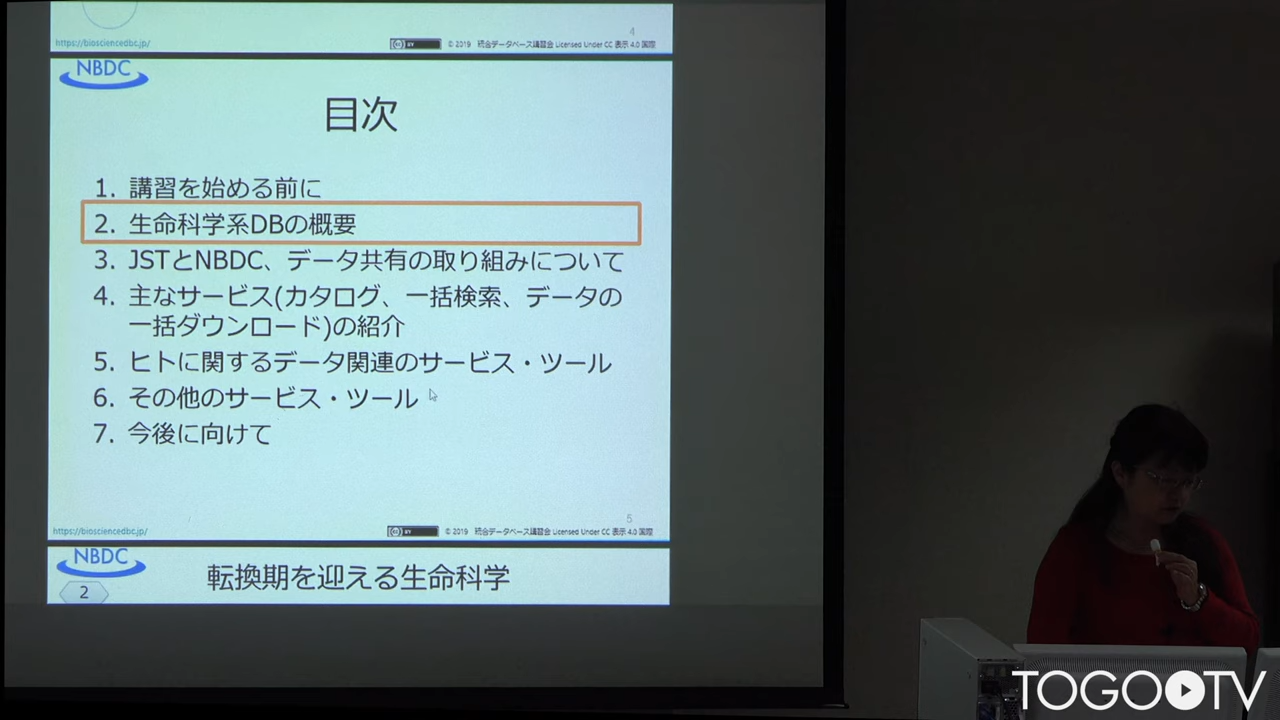 4
https://biosciencedbc.jp/
© 2019 統合データベース講習会 Licensed Under CC 表示 4.0 国際
NBDC
目次
1. 講習を始める前に
2. 生命科学系DBの概要
3. JSTとNBDC、データ共有の取り組みについて
4. 主なサービス(カタログ、一括検索、データの
一括ダウンロード)の紹介
5. ヒトに関するデータ関連のサービス・ツール
6. その他のサービス・ツール
7. 今後に向けて
5
https://biosciencedbc.jp/
© 2019 統合データベース講習会 Licensed Under CC 表示 4.0 国際
NBDC
2
転換期を迎える生命科学
TOGO TV